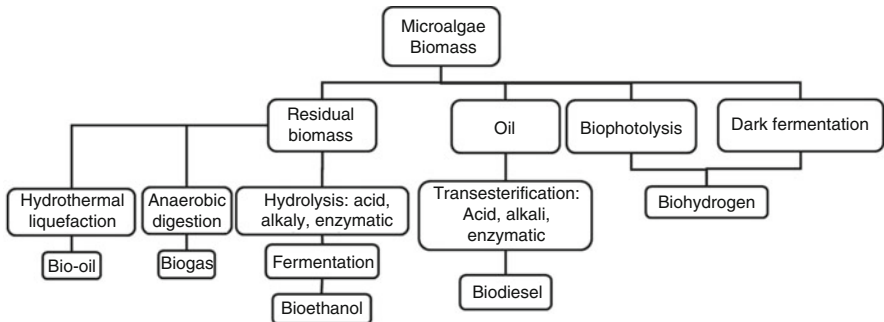 Microalgae
Biomass
Residual
biomass
Oil
Biophotolysis
Dark fermentation
Hydrothermal
liquefaction
Anaerobic
digestion
Hydrolysis: acid,
alkaly, enzymatic
Transesterification:
Acid, alkali,
enzymatic
Biohydrogen
Bio-oil
Biogas
Fermentation
Biodiesel
Bioethanol